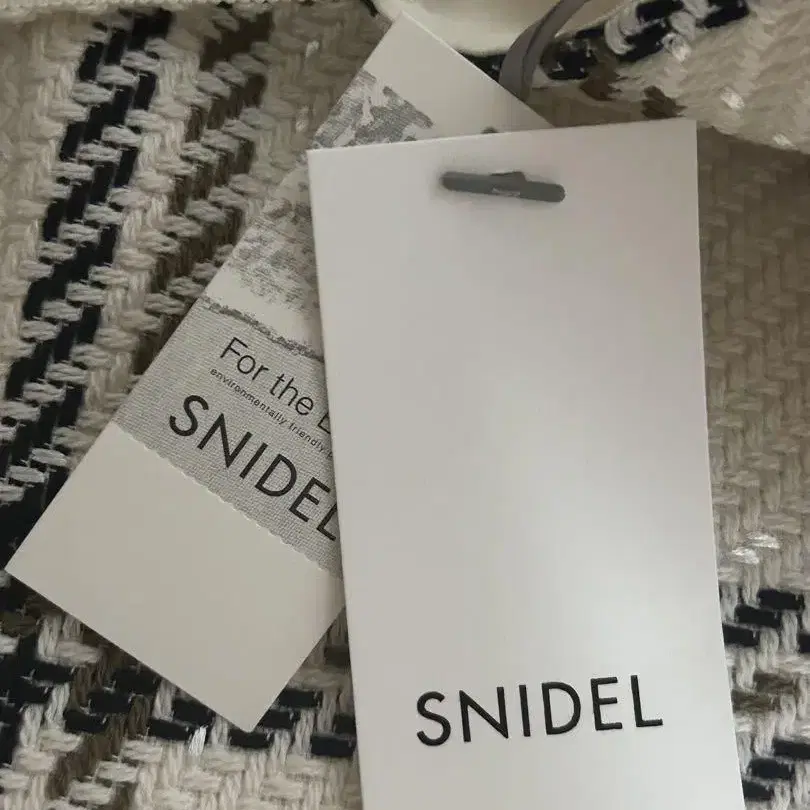 For the
environmentally friendly
SNIDEL
SNIDEL